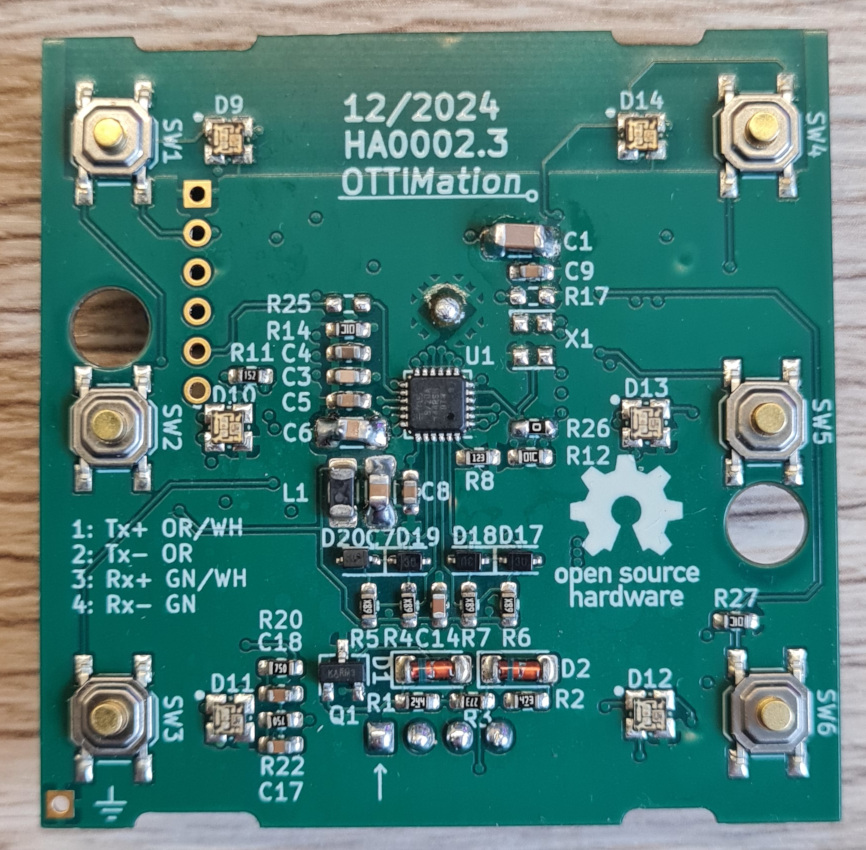 D9
12/2024
D14
SW1
HA0002.3
SW4
OTTIMation
C1
C9
R25
R17
R14
U1
X1
R11 C4
C3
D10
C5
D13
SW2
C6
R26
SW5
R12
R8
L1
C8
1: Tx+ OR/WH
2: Tx- OR
3: Rx+ GN/WH
4: Rx- GN
D20 C7 D19 D18 D17
open source
hardware
R27
R20
C18
R5 R4 C14 R7 R6
D11
D1
D2
D12
SW3
R1
R3
R2
SW6
Q1
R22
C17